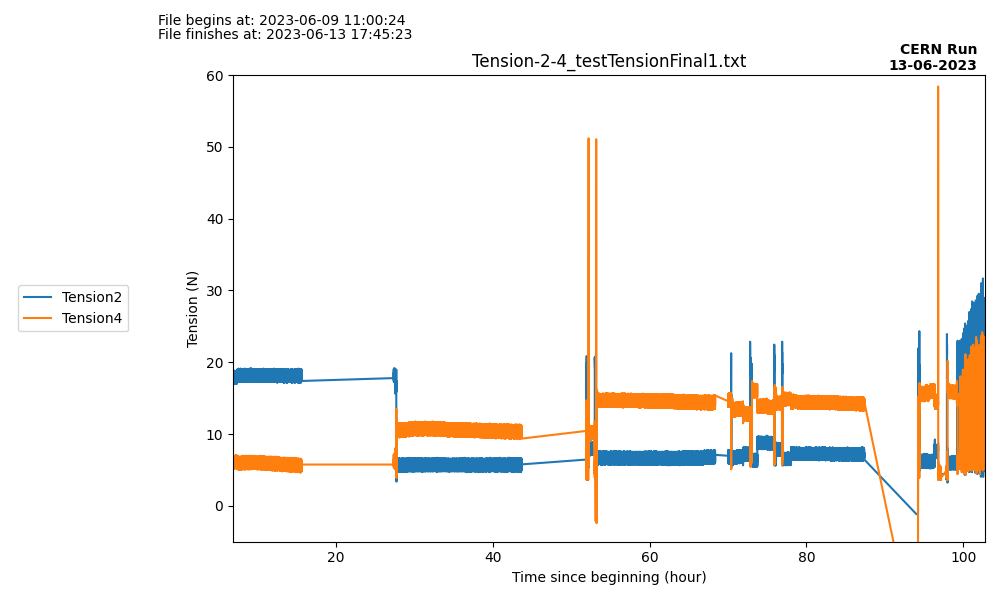 File begins at: 2023-06-09 11:00:24
File finishes at: 2023-06-13 17:45:23
CERN Run
13-06-2023
Tension-2-4_testTensionFinal1.txt
60
50
40
30
20
10
0
Tension (N)
Tension2
Tension4
20 40 60 80 100
Time since beginning (hour)